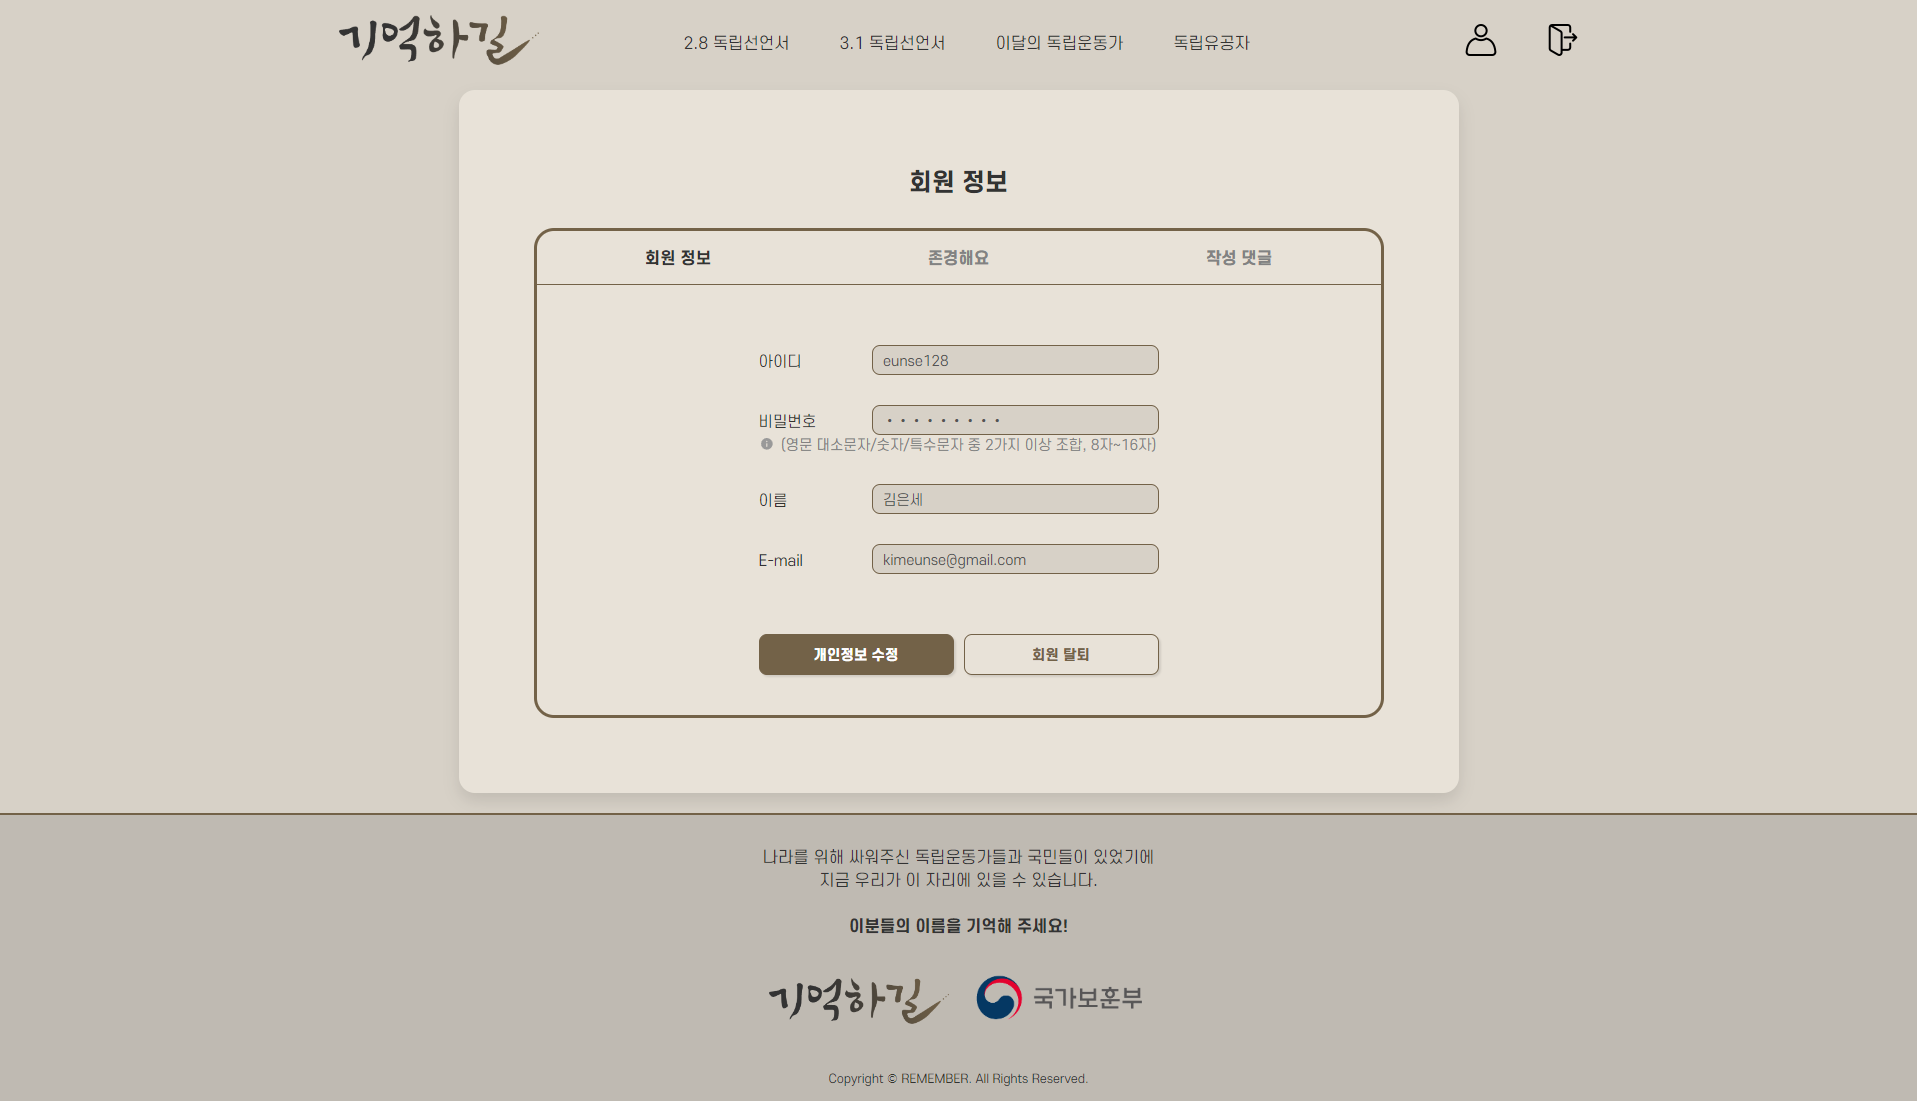 기억하길
2.8 독립선언서
3.1 독립선언서
이달의 독립운동가
독립유공자
회원 정보
회원 정보
존경해요
작성 댓글
아이디
eunse128
비밀번호
•••••••••
(영문 대소문자/숫자/특수문자 중 2가지 이상 조합, 8자~16자)
이름
김은세
E-mail
kimeunse@gmail.com
개인정보 수정
회원 탈퇴
나라를 위해 싸워주신 독립운동가들과 국민들이 있었기에
지금 우리가 이 자리에 있을 수 있습니다.
이분들의 이름을 기억해 주세요!
기억하길
국가보훈부
Copyright © REMEMBER. All Rights Reserved.